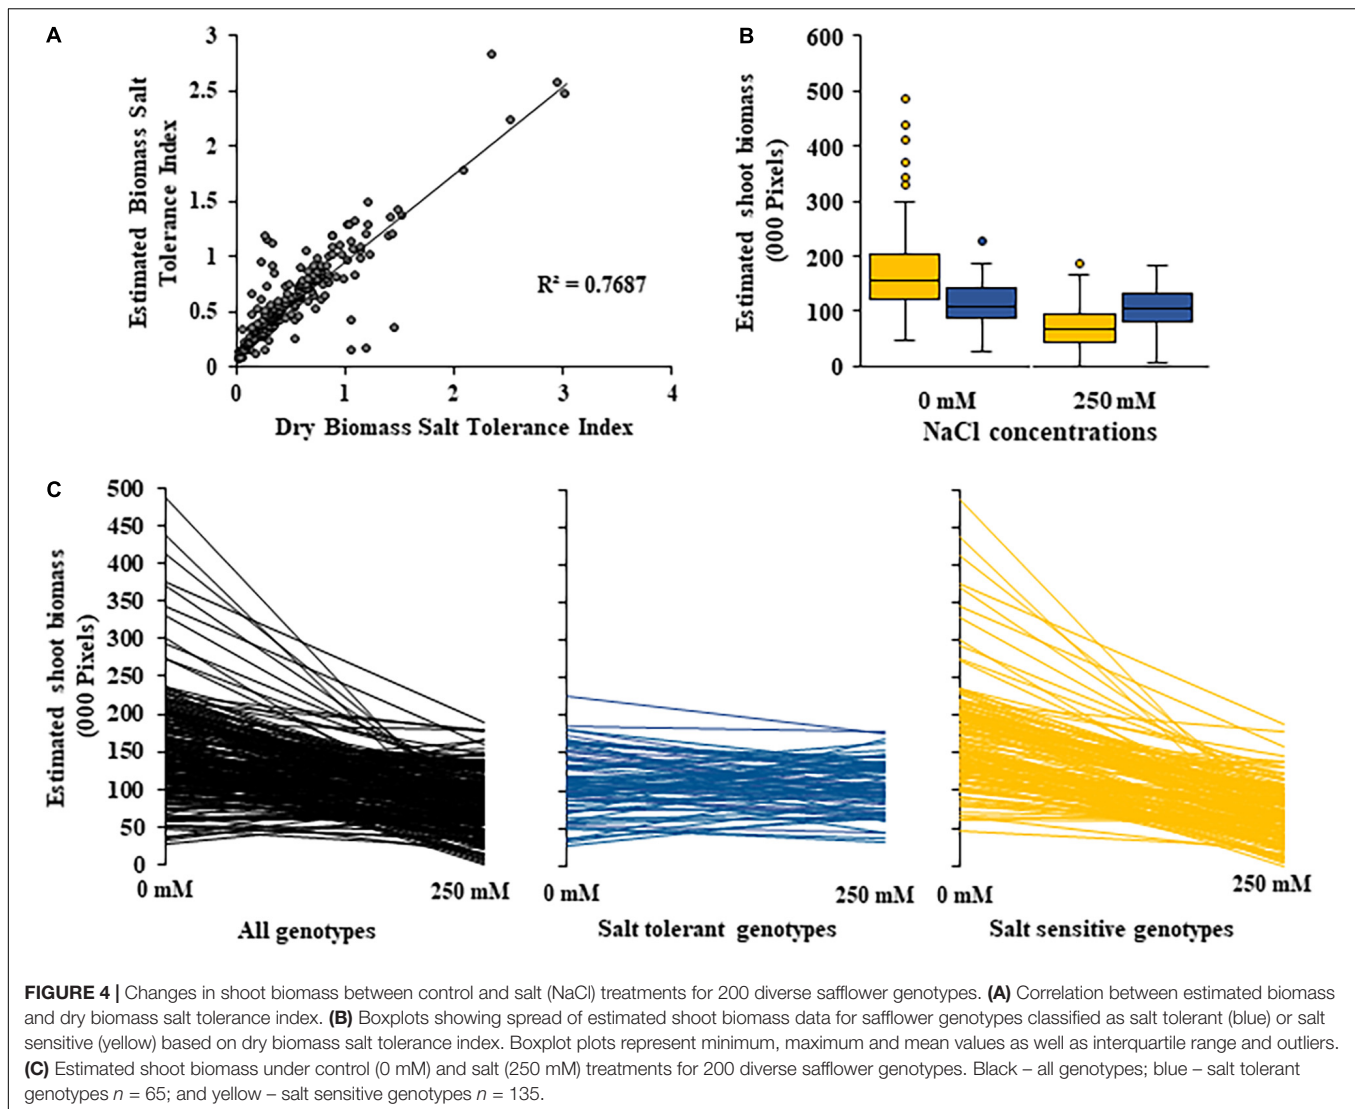 A
Estimated Biomass Salt
Tolerance Index
3
2.5
2
1.5
1
0.5
0
0
1
2
3
4
R² = 0.7687
Dry Biomass Salt Tolerance Index
B
Estimated shoot biomass
(000 Pixels)
600
500
400
300
200
100
0
0 mM
250 mM
NaCl concentrations
C
Estimated shoot biomass
(000 Pixels)
500
450
400
350
300
250
200
150
100
50
0
0 mM
250 mM
All genotypes
0 mM
250 mM
Salt tolerant genotypes
0 mM
250 mM
Salt sensitive genotypes
FIGURE 4 | Changes in shoot biomass between control and salt (NaCl) treatments for 200 diverse safflower genotypes. (A) Correlation between estimated biomass
and dry biomass salt tolerance index. (B) Boxplots showing spread of estimated shoot biomass data for safflower genotypes classified as salt tolerant (blue) or salt
sensitive (yellow) based on dry biomass salt tolerance index. Boxplot plots represent minimum, maximum and mean values as well as interquartile range and outliers.
(C) Estimated shoot biomass under control (0 mM) and salt (250 mM) treatments for 200 diverse safflower genotypes. Black – all genotypes; blue – salt tolerant
genotypes n = 65; and yellow – salt sensitive genotypes n = 135.